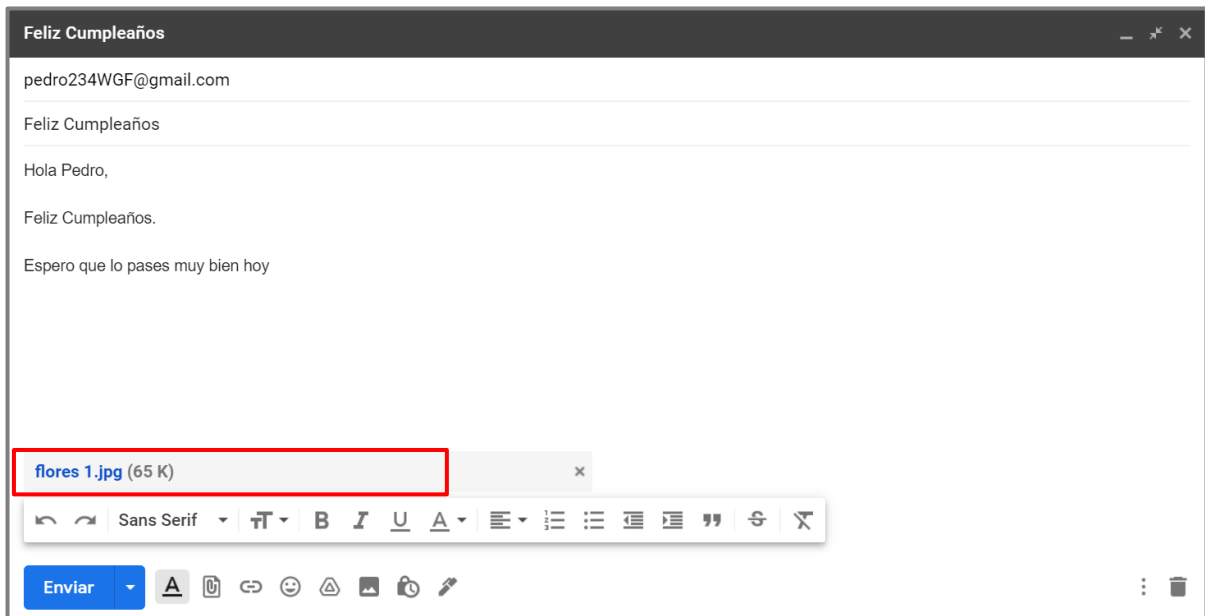 Feliz Cumpleaños
pedro234WGF@gmail.com
Feliz Cumpleaños
Hola Pedro,
Feliz Cumpleaños.
Espero que lo pases muy bien hoy
flores 1.jpg (65 K)
Sans Serif
Enviar